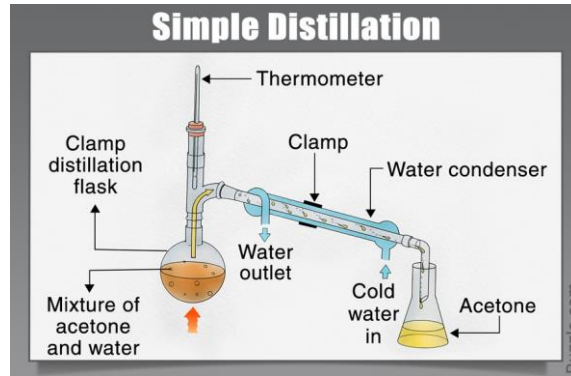 Simple Distillation
Thermometer
Clamp
distillation
flask
Clamp
Water condenser
Water
outlet
Mixture of
acetone
and water
Cold
water
in
Acetone